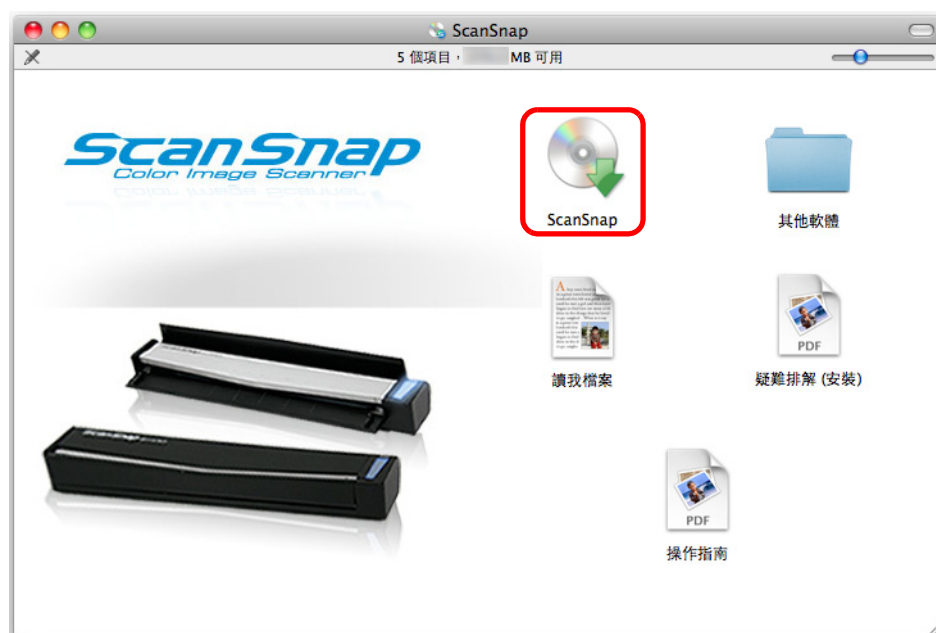 ScanSnap
5 個項目， MB 可用
ScanSnap
Color Image Scanner
ScanSnap
其他軟體
讀我檔案
PDF
疑難排解 (安裝)
PDF
操作指南